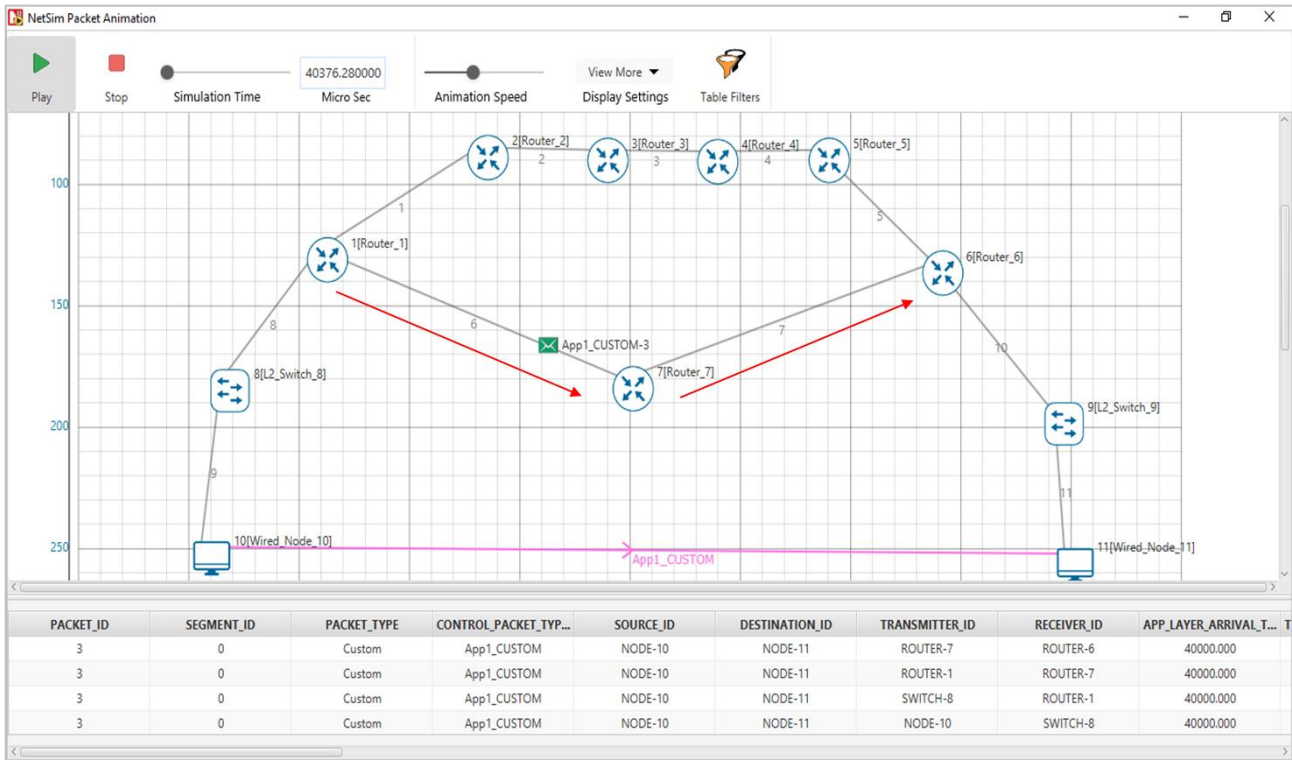 NetSim Packet Animation
40376.280000
View More
Play
Stop
Simulation Time
Micro Sec
Animation Speed
Display Settings
Table Filters
2[Router_2]
3[Router_3]
4[Router_4]
5[Router_5]
2
3
4
100
1
5
1[Router_1]
6[Router_6]
150
8
6
7
App1_CUSTOM-3
10
8[L2_Switch_8]
7[Router_7]
9[L2_Switch_9]
200
9
11
250
10[Wired_Node_10]
11[Wired_Node_11]
App1_CUSTOM
PACKET_ID SEGMENT_ID PACKET_TYPE CONTROL_PACKET_TYP... SOURCE_ID DESTINATION_ID TRANSMITTER_ID RECEIVER_ID APP_LAYER_ARRIVAL_T... T
3 0 Custom App1_CUSTOM NODE-10 NODE-11 ROUTER-7 ROUTER-6 40000.000
3 0 Custom App1_CUSTOM NODE-10 NODE-11 ROUTER-1 ROUTER-7 40000.000
3 0 Custom App1_CUSTOM NODE-10 NODE-11 SWITCH-8 ROUTER-1 40000.000
3 0 Custom App1_CUSTOM NODE-10 NODE-11 NODE-10 SWITCH-8 40000.000